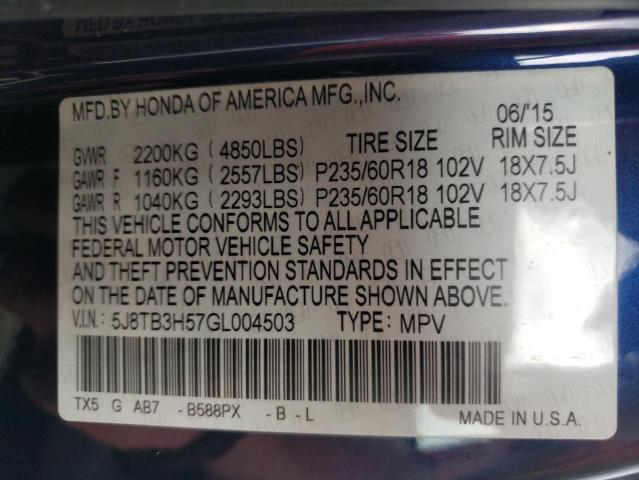 MFD.BY HONDA OF AMERICA MFG.,INC. 06/'15
GVWR 2200KG (4850LBS) TIRE SIZE RIM SIZE
GAWR F 1160KG (2557LBS) P235/60R18 102V 18X7.5J
GAWR R 1040KG (2293LBS) P235/60R18 102V 18X7.5J
THIS VEHICLE CONFORMS TO ALL APPLICABLE
FEDERAL MOTOR VEHICLE SAFETY
AND THEFT PREVENTION STANDARDS IN EFFECT
ON THE DATE OF MANUFACTURE SHOWN ABOVE.
V.I.N.: 5J8TB3H57GL004503 TYPE: MPV
TX5 G AB7 -B588PX -B -L
MADE IN U.S.A.